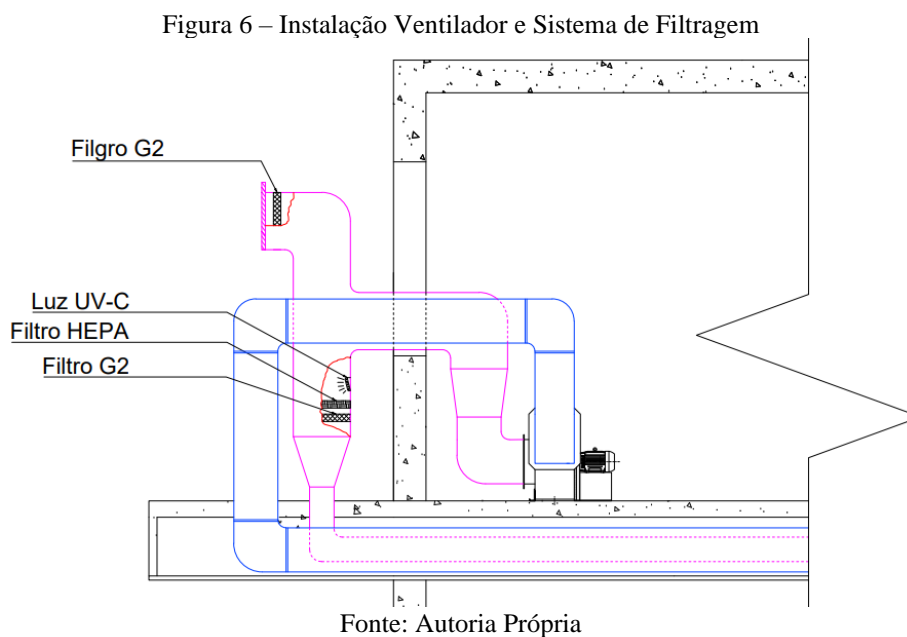 Figura 6 – Instalação Ventilador e Sistema de Filtragem
Filgro G2
Luz UV-C
Filtro HEPA
Filtro G2
Fonte: Autoria Própria